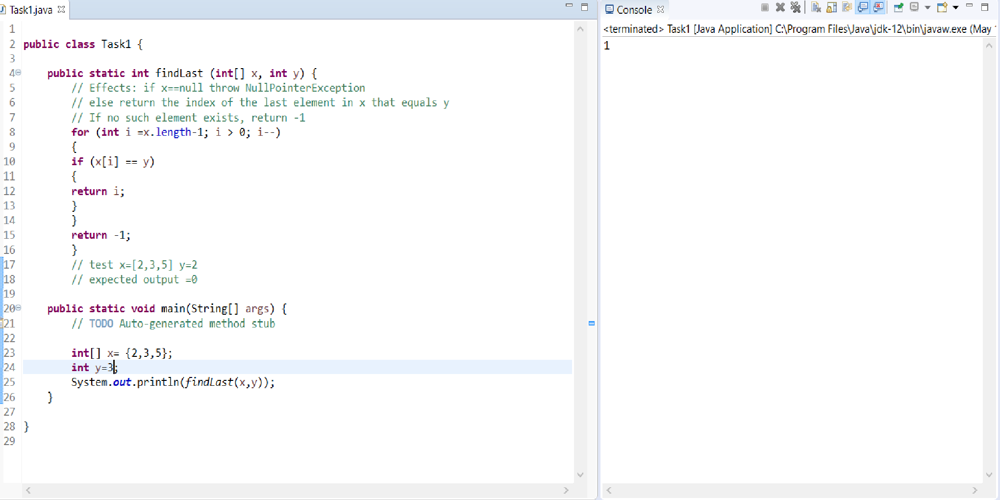 Task1.java
1
2 public class Task1 {
3
4 public static int findLast (int[] x, int y) {
5 // Effects: if x==null throw NullPointerException
6 // else return the index of the last element in x that equals y
7 // If no such element exists, return -1
8 for (int i =x.length-1; i > 0; i--)
9 {
10 if (x[i] == y)
11 {
12 return i;
13 }
14 }
15 return -1;
16 }
17 // test x=[2,3,5] y=2
18 // expected output =0
19
20 public static void main(String[] args) {
21 // TODO Auto-generated method stub
22
23 int[] x= {2,3,5};
24 int y=3;
25 System.out.println(findLast(x,y));
26 }
27
28 }
29
Console
<terminated> Task1 [Java Application] C:\Program Files\Java\jdk-12\bin\javaw.exe (May
1